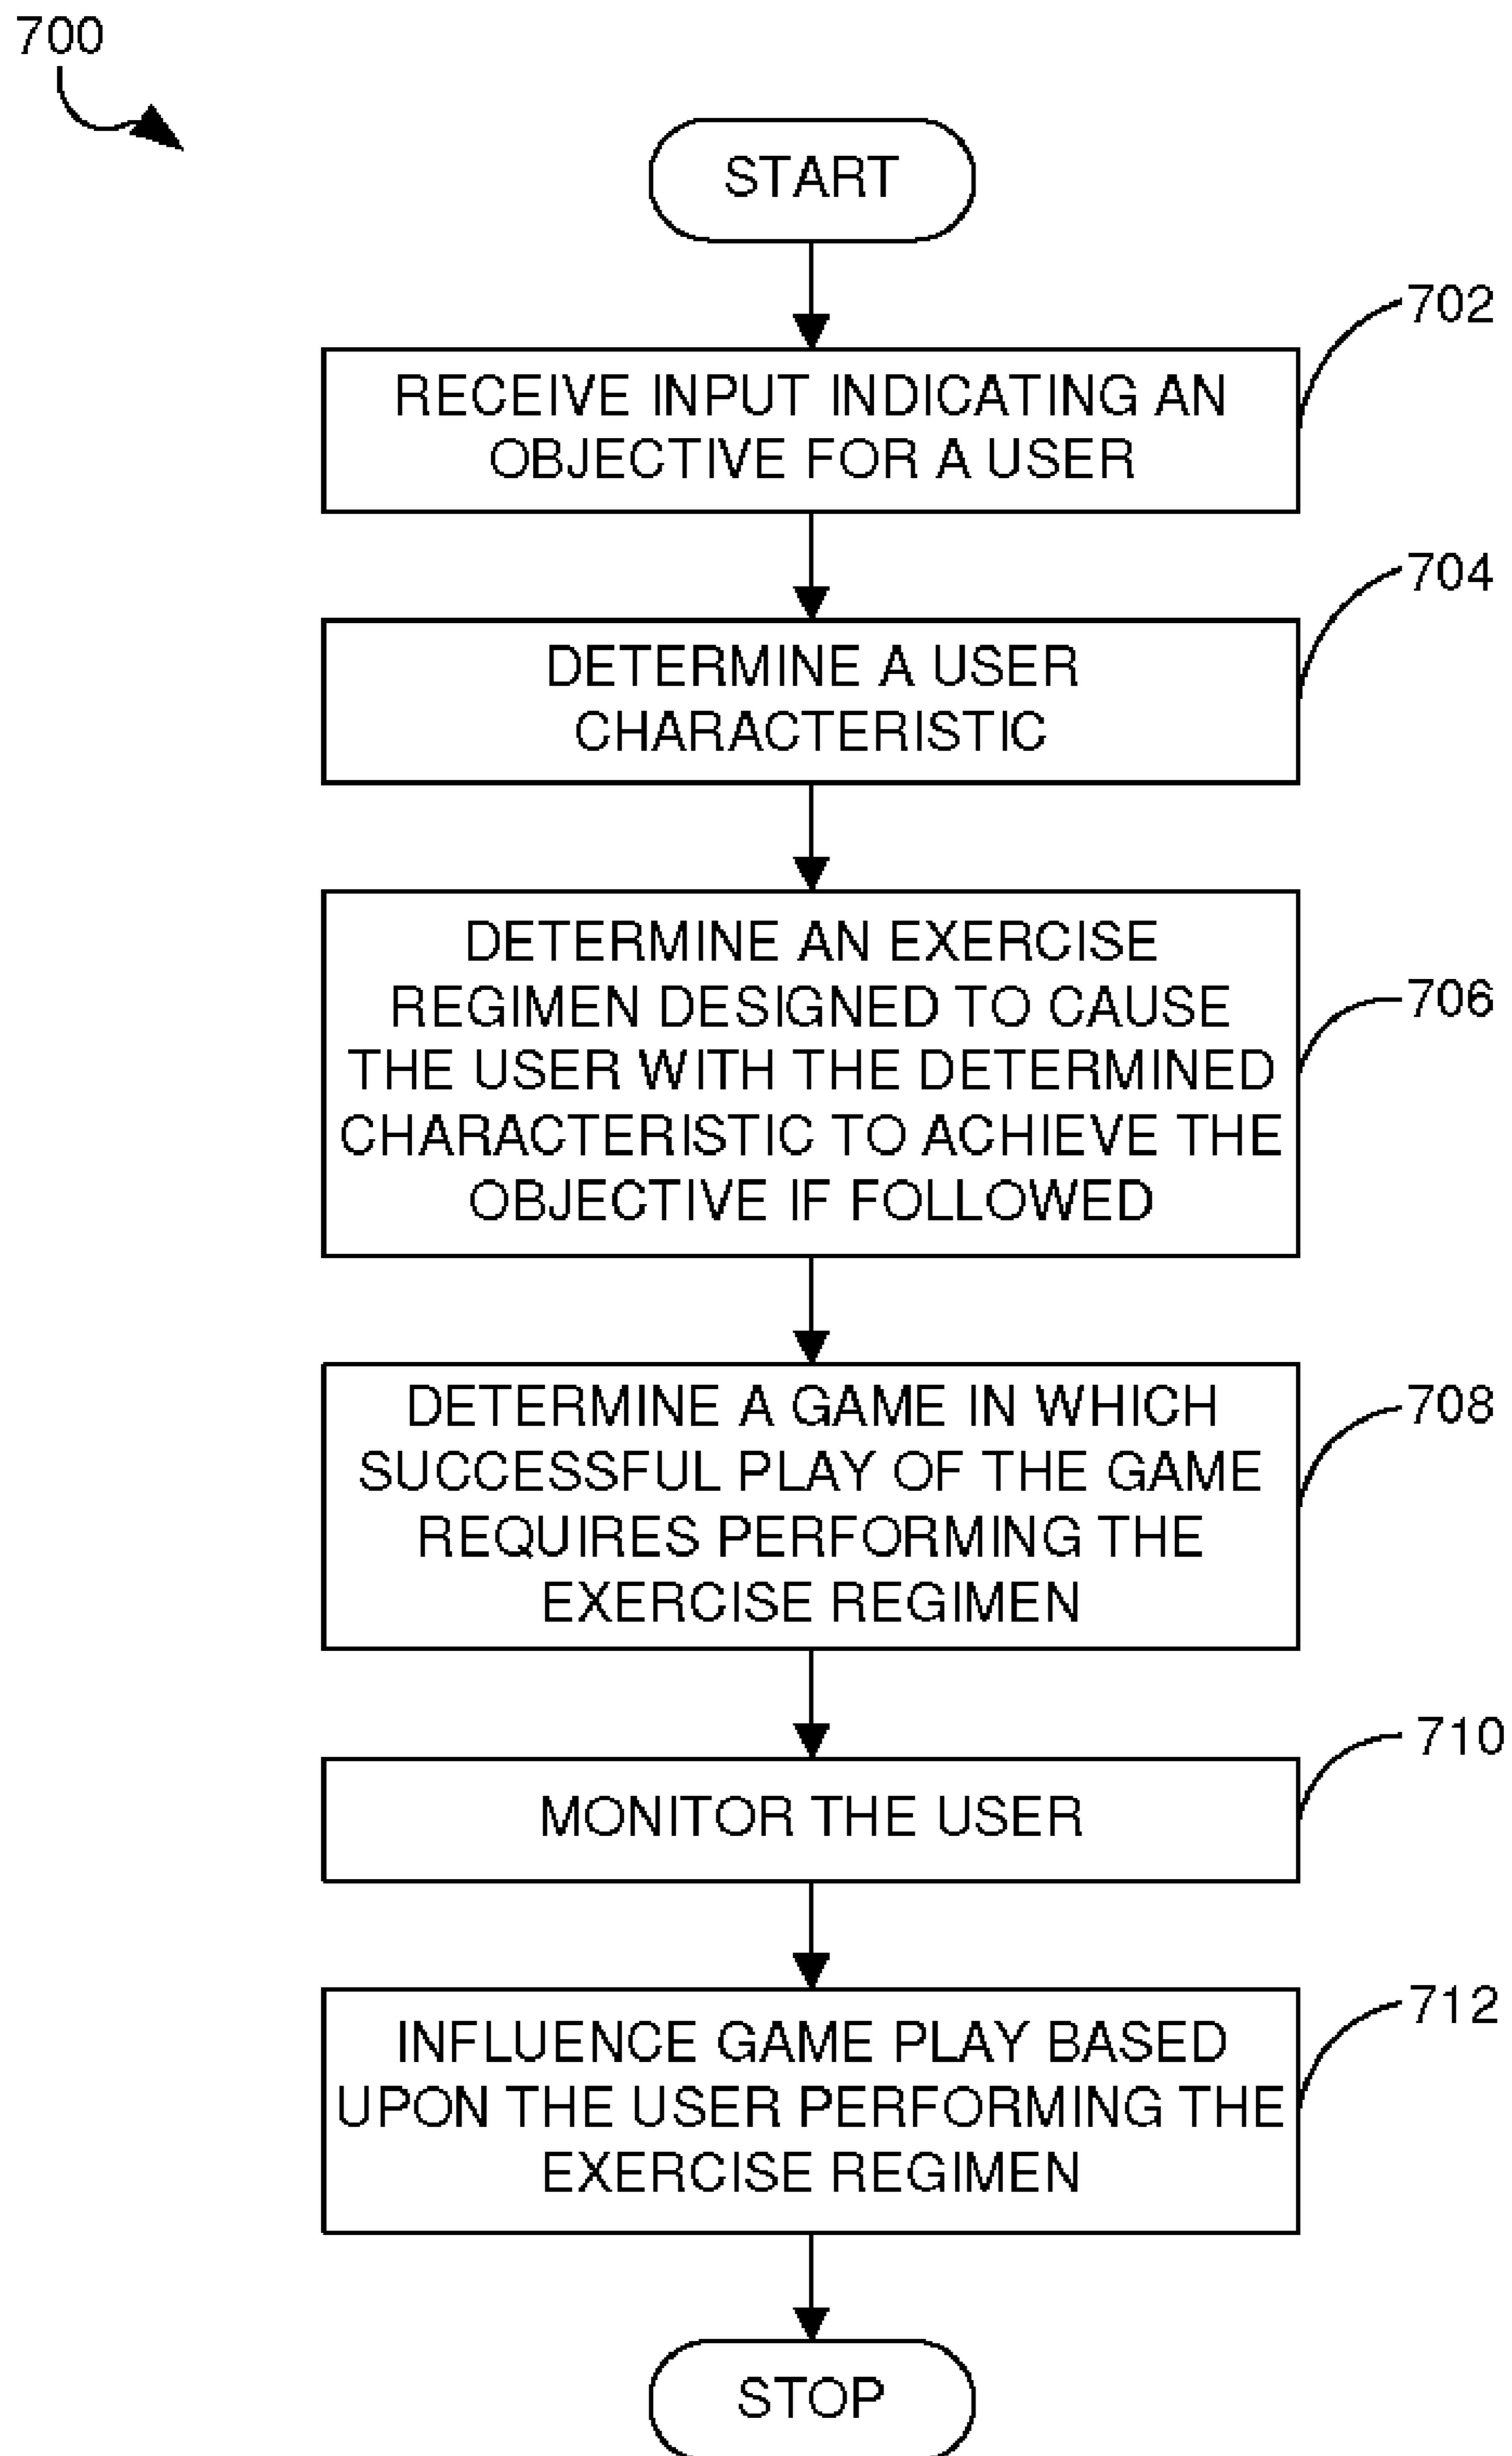 700
START
702
RECEIVE INPUT INDICATING AN
OBJECTIVE FOR A USER
704
DETERMINE A USER
CHARACTERISTIC
706
DETERMINE AN EXERCISE
REGIMEN DESIGNED TO CAUSE
THE USER WITH THE DETERMINED
CHARACTERISTIC TO ACHIEVE THE
OBJECTIVE IF FOLLOWED
708
DETERMINE A GAME IN WHICH
SUCCESSFUL PLAY OF THE GAME
REQUIRES PERFORMING THE
EXERCISE REGIMEN
710
MONITOR THE USER
712
INFLUENCE GAME PLAY BASED
UPON THE USER PERFORMING THE
EXERCISE REGIMEN
STOP